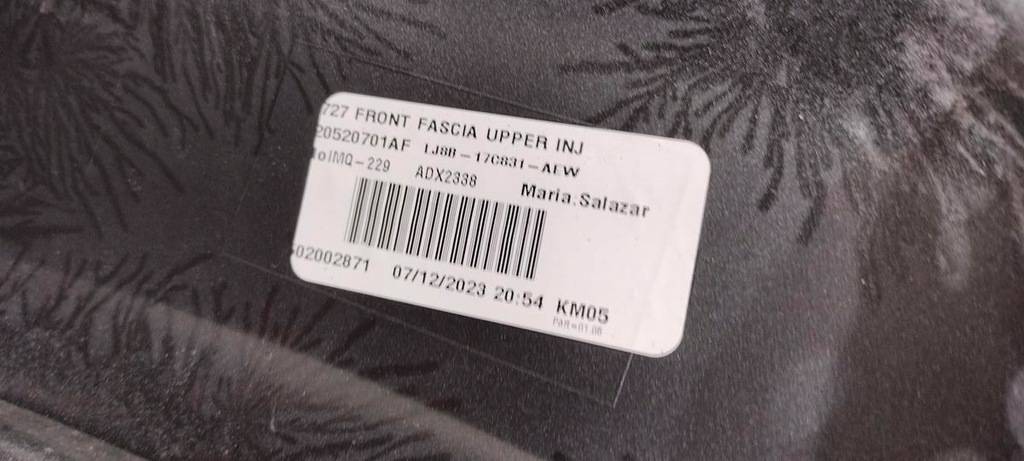 727 FRONT FASCIA UPPER INJ
20520701AF LJ8B-17C831-AEW
oIMQ-229 ADX2338 Maria.Salazar
02002871 07/12/2023 20:54 KM05